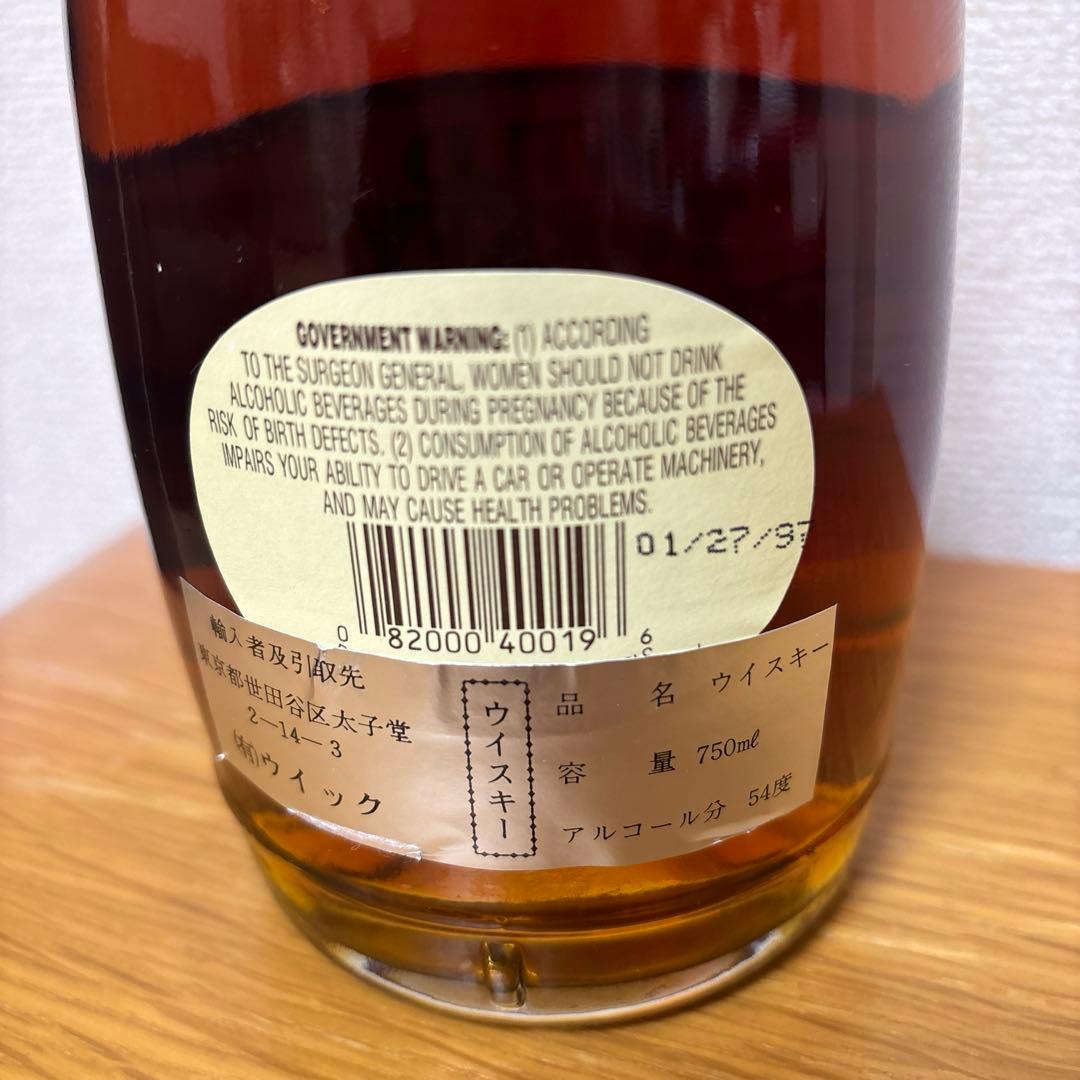 GOVERNMENT WARNING: (1) ACCORDING
TO THE SURGEON GENERAL, WOMEN SHOULD NOT DRINK
ALCOHOLIC BEVERAGES DURING PREGNANCY BECAUSE OF THE
RISK OF BIRTH DEFECTS. (2) CONSUMPTION OF ALCOHOLIC BEVERAGES
IMPAIRS YOUR ABILITY TO DRIVE A CAR OR OPERATE MACHINERY,
AND MAY CAUSE HEALTH PROBLEMS.
01/27/97
0 82000 40019 6
輸入者及引取先
東京都世田谷区太子堂
2-14-3
(有)ウイック
ウイスキー
品 名 ウイスキー
容 量 750mℓ
アルコール分 54度